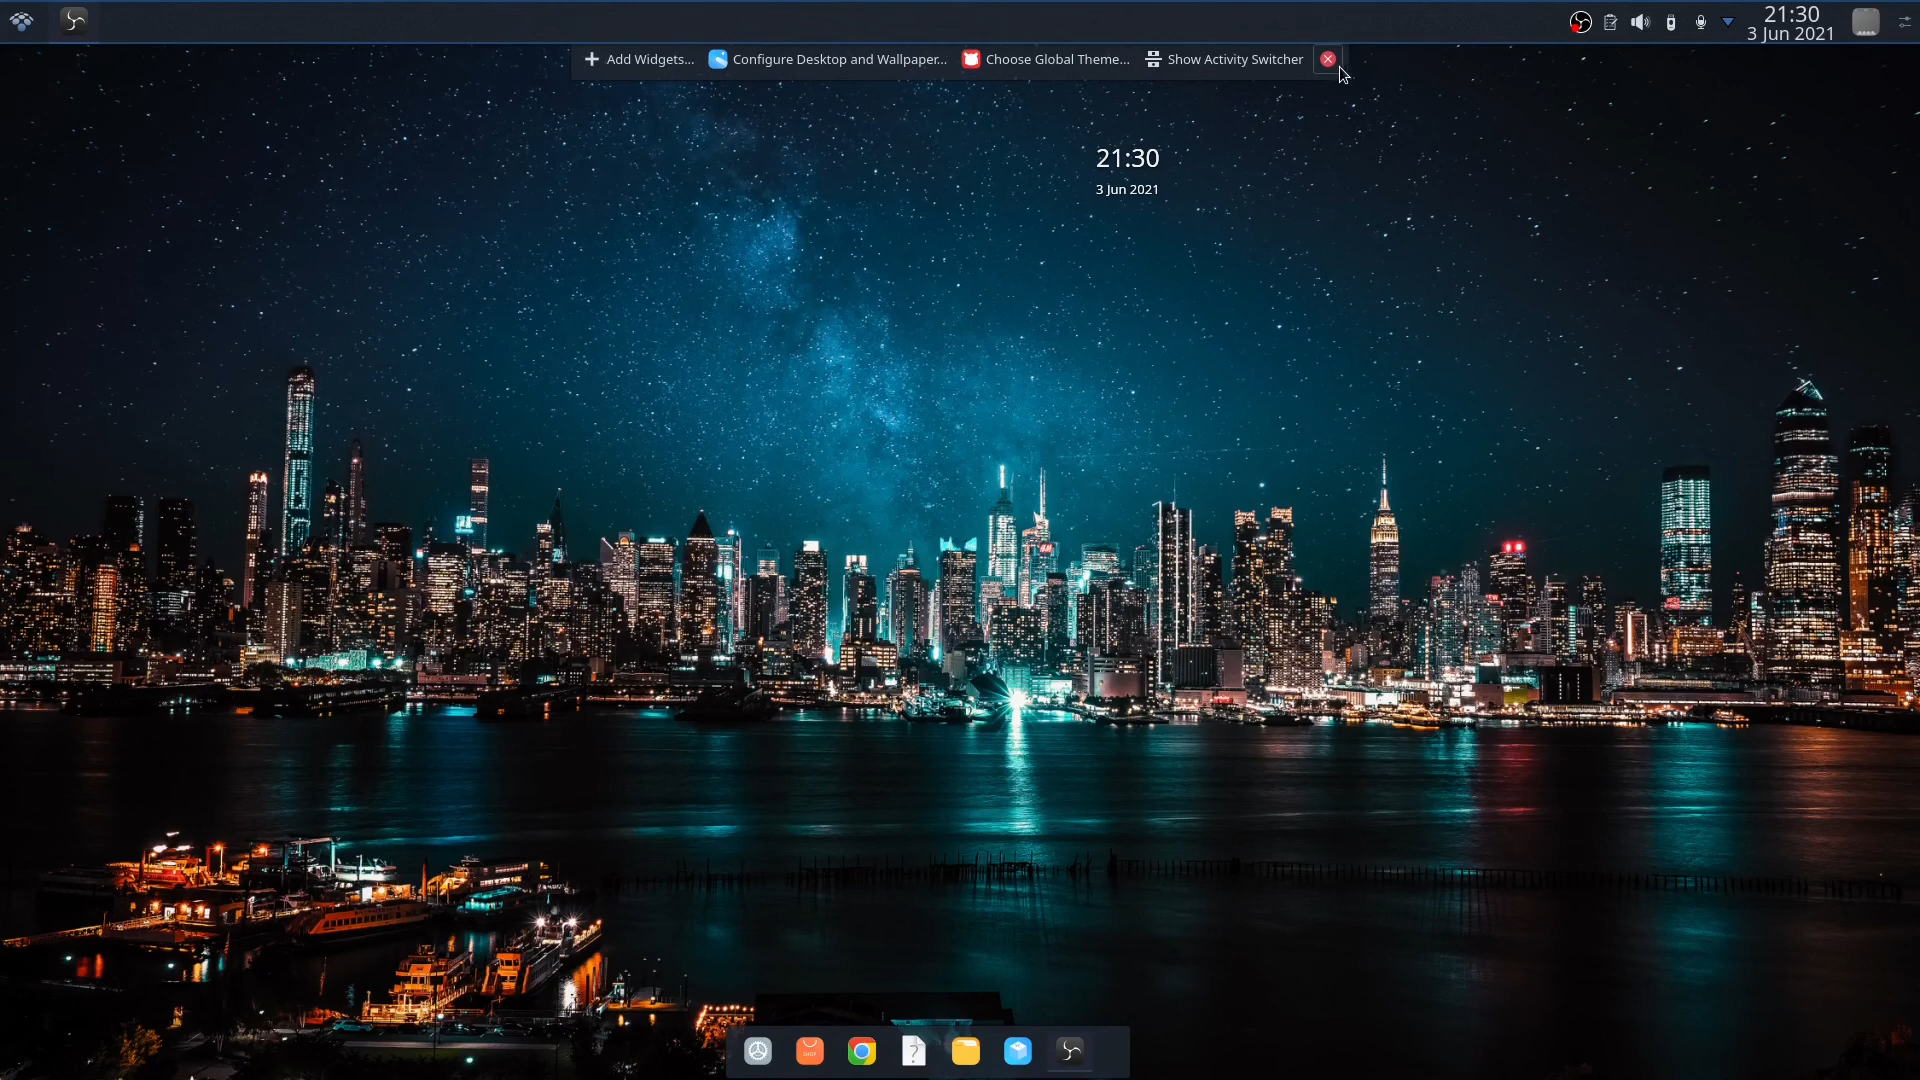 21:30
3 Jun 2021
Add Widgets...
Configure Desktop and Wallpaper...
Choose Global Theme...
Show Activity Switcher
21:30
3 Jun 2021
SHOP
?